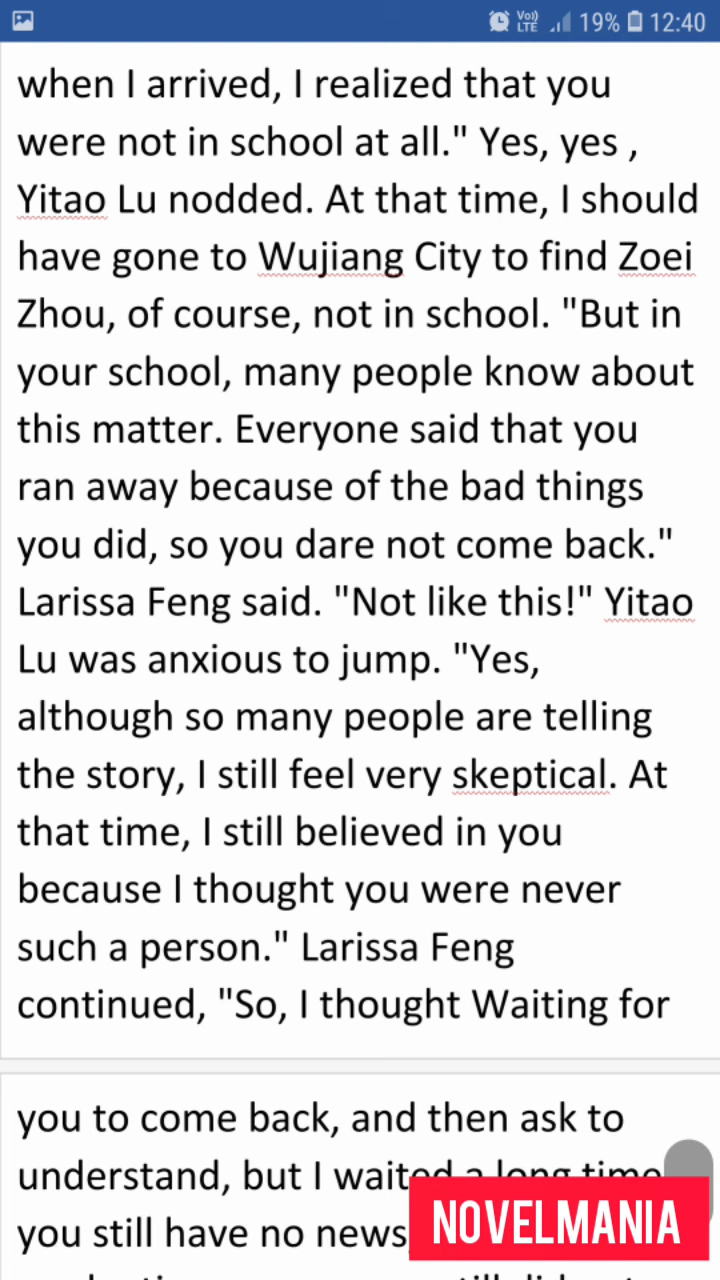 Vo))
LTE
19%
12:40
when I arrived, I realized that you
were not in school at all." Yes, yes ,
Yitao Lu nodded. At that time, I should
have gone to Wujiang City to find Zoei
Zhou, of course, not in school. "But in
your school, many people know about
this matter. Everyone said that you
ran away because of the bad things
you did, so you dare not come back."
Larissa Feng said. "Not like this!" Yitao
Lu was anxious to jump. "Yes,
although so many people are telling
the story, I still feel very skeptical. At
that time, I still believed in you
because I thought you were never
such a person." Larissa Feng
continued, "So, I thought Waiting for
you to come back, and then ask to
understand, but I waited a long time
you still have no news
NOVELMANIA